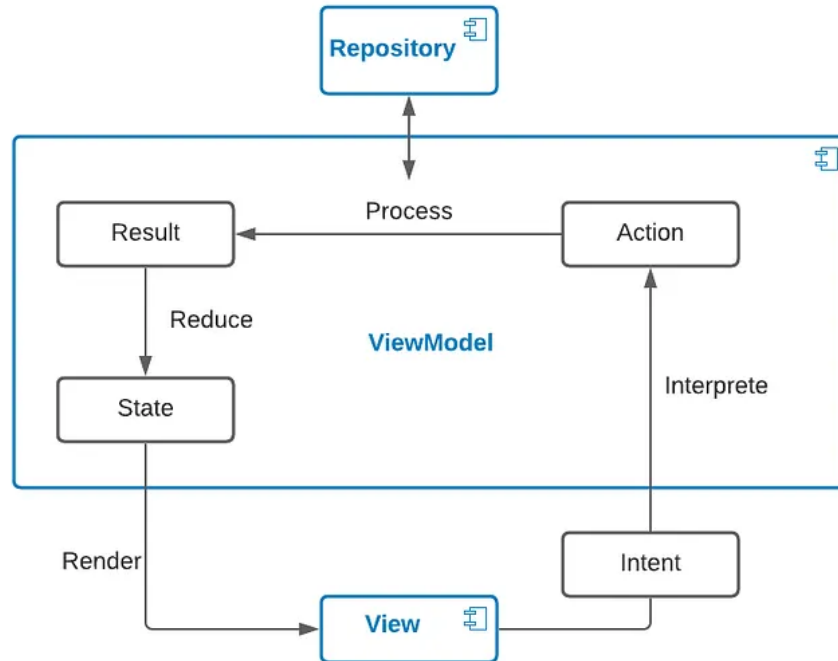 Repository
Process
Result
Action
Reduce
ViewModel
Interprete
State
Render
Intent
View